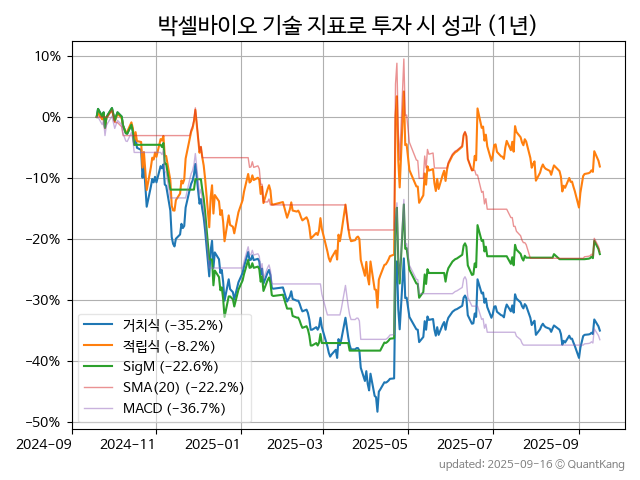 박셀바이오 기술 지표로 투자 시 성과 (1년)
10%
0%
−10%
−20%
−30%
−40%
−50%
거치식 (−35.2%)
적립식 (−8.2%)
SigM (−22.6%)
SMA(20) (−22.2%)
MACD (−36.7%)
2024-09 2024-11 2025-01 2025-03 2025-05 2025-07 2025-09
updated: 2025-09-16 © QuantKang